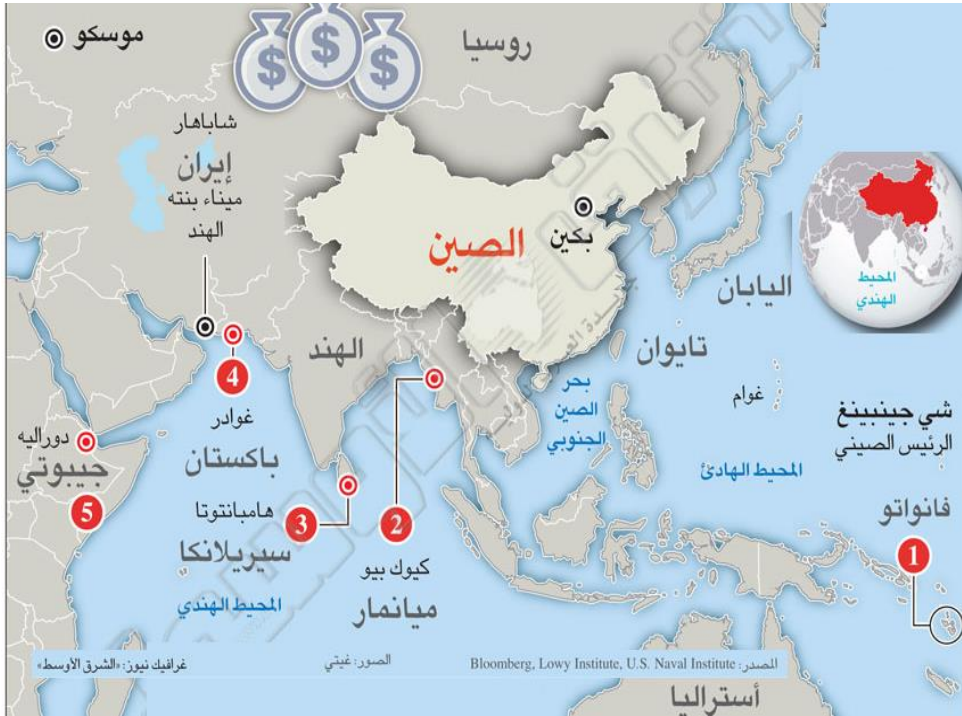 موسكو
روسيا
$
$
$
شاباهار
إيران
ميناء بنته
الهند
بكين
الصين
اليابان
المحيط
الهندي
تايوان
الهند
بحر
الصين
الجنوبي
غوام
شي جينبينغ
الرئيس الصيني
المحيط الهادئ
فانواتو
1
4
غوادر
باكستان
دوراليه
جيبوتي
5
هامبانتوتا
3
سيريلانكا
2
كيوك بيو
ميانمار
المحيط الهندي
غرافيك نيوز: «الشرق الأوسط»
الصور: غيتي
المصدر: Bloomberg, Lowy Institute, U.S. Naval Institute
أستراليا